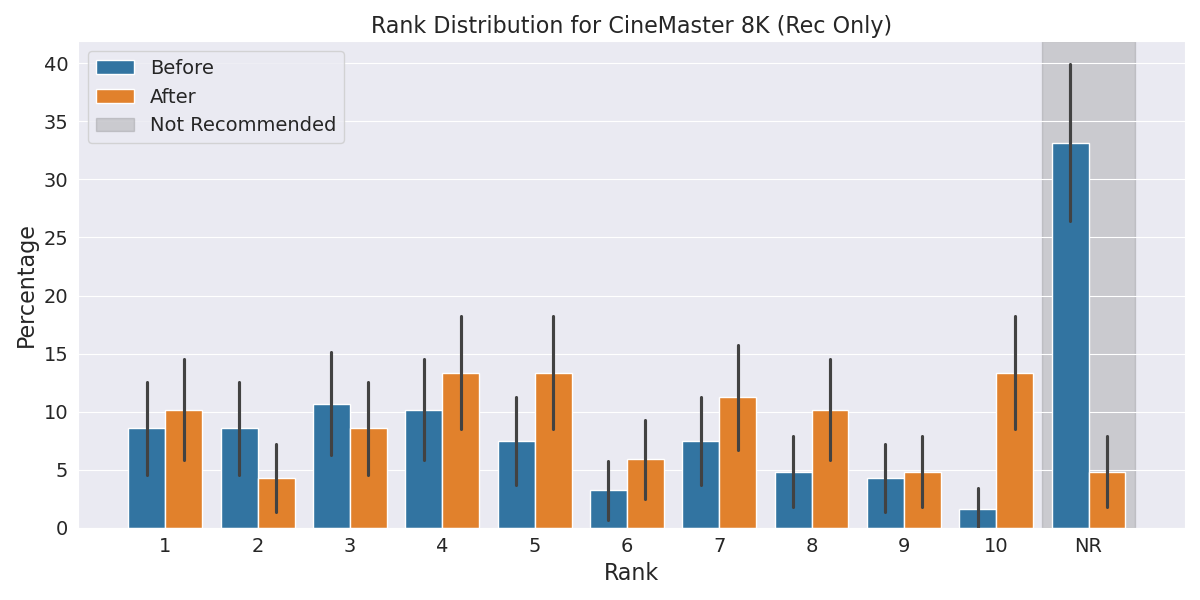 Rank Distribution for CineMaster 8K (Rec Only)
Before
After
Not Recommended
Percentage
40
35
30
25
20
15
10
5
0
1 2 3 4 5 6 7 8 9 10 NR
Rank